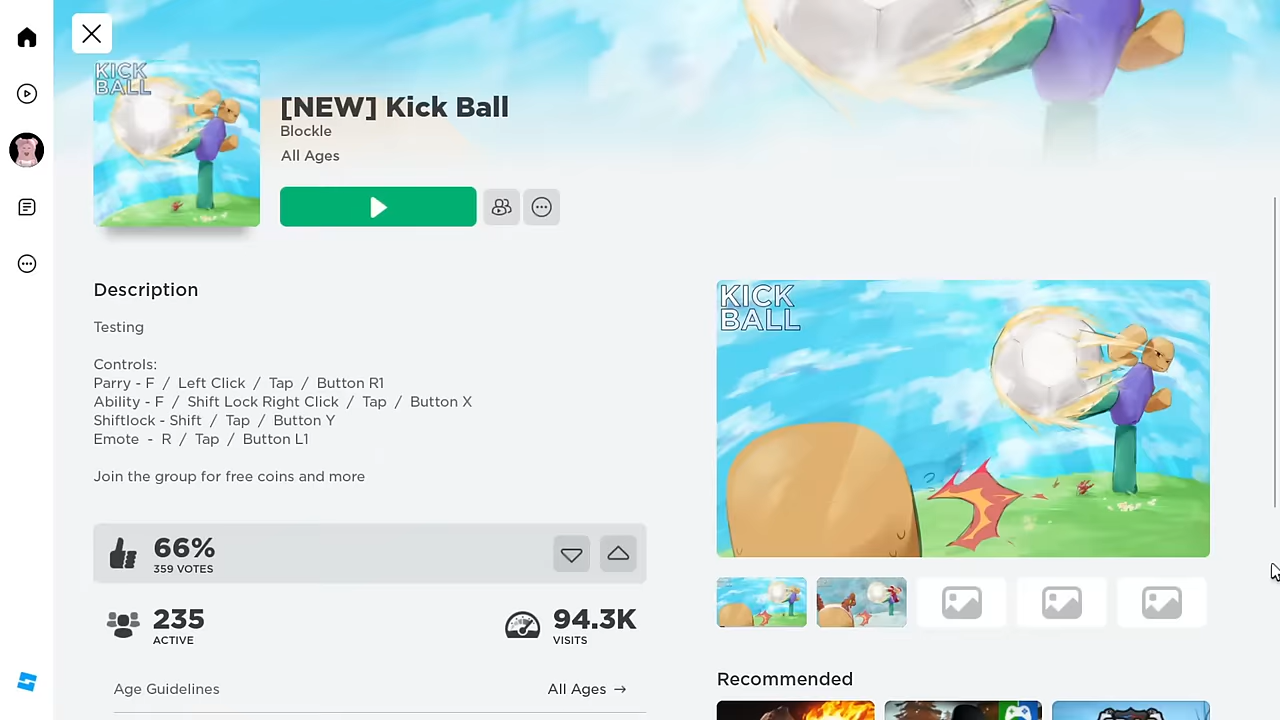 KICK
BALL
[NEW] Kick Ball
Blockle
All Ages
Description
Testing
Controls:
Parry - F / Left Click / Tap / Button R1
Ability - F / Shift Lock Right Click / Tap / Button X
Shiftlock - Shift / Tap / Button Y
Emote - R / Tap / Button L1
Join the group for free coins and more
66%
359 VOTES
235
ACTIVE
94.3K
VISITS
Age Guidelines
All Ages →
KICK
BALL
Recommended